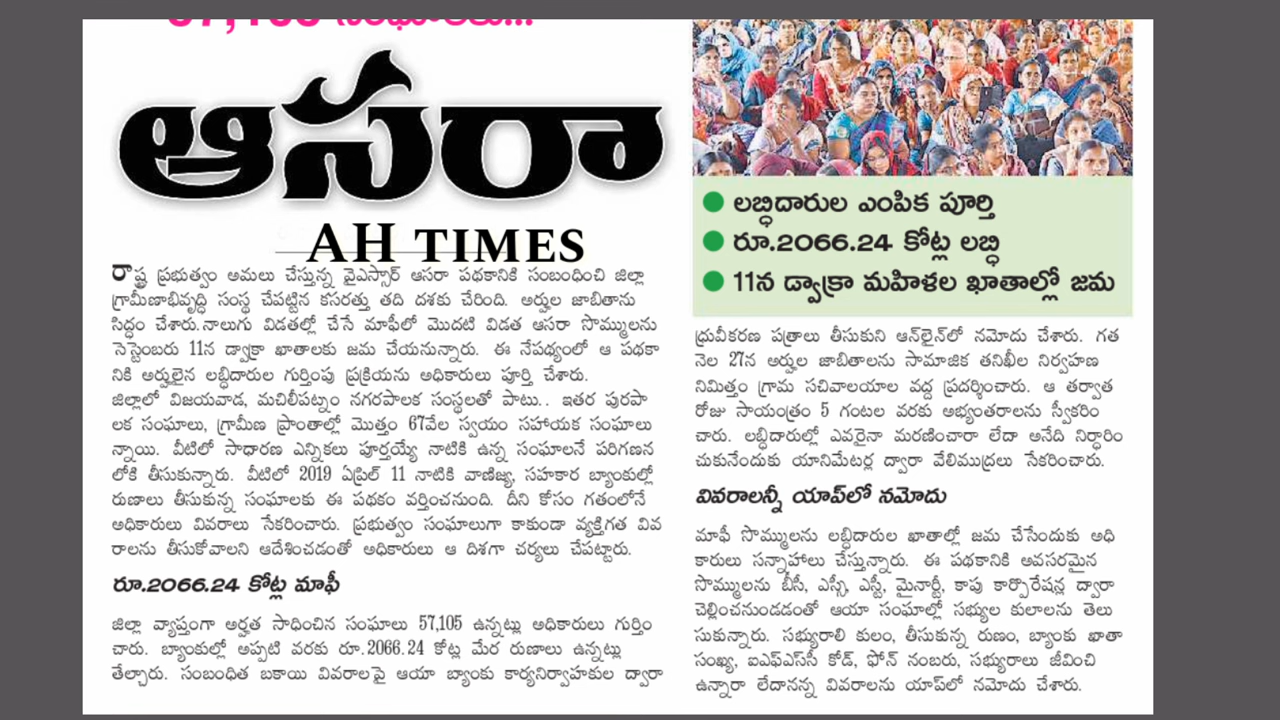 సంఘాలకు...
ఆసరా
AH TIMES
రాష్ట్ర ప్రభుత్వం అమలు చేస్తున్న వైఎస్సార్ ఆసరా పథకానికి సంబంధించి జిల్లా
గ్రామీణాభివృద్ధి సంస్థ చేపట్టిన కసరత్తు తది దశకు చేరింది. అర్హుల జాబితాను
సిద్ధం చేశారు.నాలుగు విడతల్లో చేసే మాఫీలో మొదటి విడత ఆసరా సొమ్ములను
సెప్టెంబరు 11న డ్వాక్రా ఖాతాలకు జమ చేయనున్నారు. ఈ నేపథ్యంలో ఆ పథకా
నికి అర్హులైన లబ్ధిదారుల గుర్తింపు ప్రక్రియను అధికారులు పూర్తి చేశారు.
జిల్లాలో విజయవాడ, మచిలీపట్నం నగరపాలక సంస్థలతో పాటు.. ఇతర పురపా
లక సంఘాలు, గ్రామీణ ప్రాంతాల్లో మొత్తం 67వేల స్వయం సహాయక సంఘాలు
న్నాయి. వీటిలో సాధారణ ఎన్నికలు పూర్తయ్యే నాటికి ఉన్న సంఘాలనే పరిగణన
లోకి తీసుకున్నారు. వీటిలో 2019 ఏప్రిల్ 11 నాటికి వాణిజ్య, సహకార బ్యాంకుల్లో
రుణాలు తీసుకున్న సంఘాలకు ఈ పథకం వర్తించనుంది. దీని కోసం గతంలోనే
అధికారులు వివరాలు సేకరించారు. ప్రభుత్వం సంఘాలుగా కాకుండా వ్యక్తిగత వివ
రాలను తీసుకోవాలని ఆదేశించడంతో అధికారులు ఆ దిశగా చర్యలు చేపట్టారు.
రూ.2066.24 కోట్ల మాఫీ
జిల్లా వ్యాప్తంగా అర్హత సాధించిన సంఘాలు 57,105 ఉన్నట్లు అధికారులు గుర్తిం
చారు. బ్యాంకుల్లో అప్పటి వరకు రూ.2066.24 కోట్ల మేర రుణాలు ఉన్నట్లు
తేల్చారు. సంబంధిత బకాయి వివరాలపై ఆయా బ్యాంకు కార్యనిర్వాహకుల ద్వారా
● లబ్ధిదారుల ఎంపిక పూర్తి
● రూ.2066.24 కోట్ల లబ్ధి
● 11న డ్వాక్రా మహిళల ఖాతాల్లో జమ
ధ్రువీకరణ పత్రాలు తీసుకుని ఆన్‌లైన్‌లో నమోదు చేశారు. గత
నెల 27న అర్హుల జాబితాలను సామాజిక తనిఖీల నిర్వహణ
నిమిత్తం గ్రామ సచివాలయాల వద్ద ప్రదర్శించారు. ఆ తర్వాత
రోజు సాయంత్రం 5 గంటల వరకు అభ్యంతరాలను స్వీకరిం
చారు. లబ్ధిదారుల్లో ఎవరైనా మరణించారా లేదా అనేది నిర్ధారిం
చుకునేందుకు యానిమేటర్ల ద్వారా వేలిముద్రలు సేకరించారు.
వివరాలన్నీ యాప్‌లో నమోదు
మాఫీ సొమ్ములను లబ్ధిదారుల ఖాతాల్లో జమ చేసేందుకు అధి
కారులు సన్నాహాలు చేస్తున్నారు. ఈ పథకానికి అవసరమైన
సొమ్ములను బీసీ, ఎస్సీ, ఎస్టీ, మైనార్టీ, కాపు కార్పొరేషన్ల ద్వారా
చెల్లించనుండడంతో ఆయా సంఘాల్లో సభ్యుల కులాలను తెలు
సుకున్నారు. సభ్యురాలి కులం, తీసుకున్న రుణం, బ్యాంకు ఖాతా
సంఖ్య, ఐఎఫ్ఎస్‌సీ కోడ్, ఫోన్ నంబరు, సభ్యురాలు జీవించి
ఉన్నారా లేదానన్న వివరాలను యాప్‌లో నమోదు చేశారు.